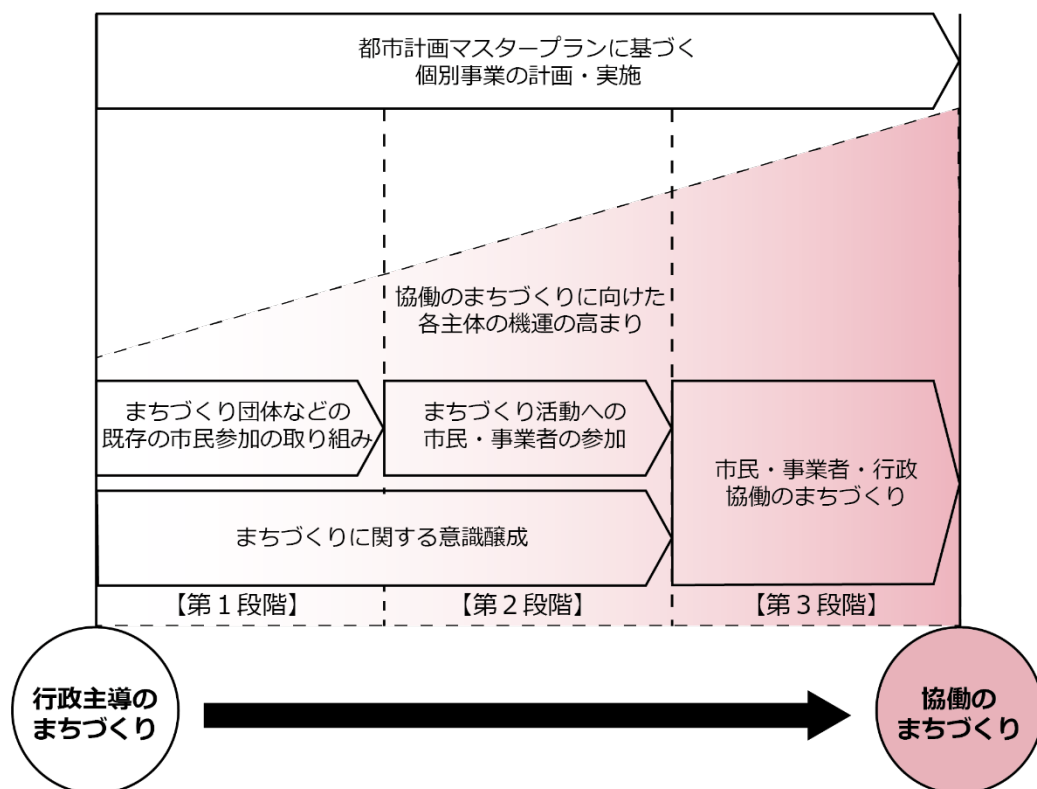 都市計画マスタープランに基づく
個別事業の計画・実施
協働のまちづくりに向けた
各主体の機運の高まり
まちづくり団体などの
既存の市民参加の取り組み
まちづくり活動への
市民・事業者の参加
市民・事業者・行政
協働のまちづくり
まちづくりに関する意識醸成
【第１段階】
【第２段階】
【第３段階】
行政主導の
まちづくり
協働の
まちづくり